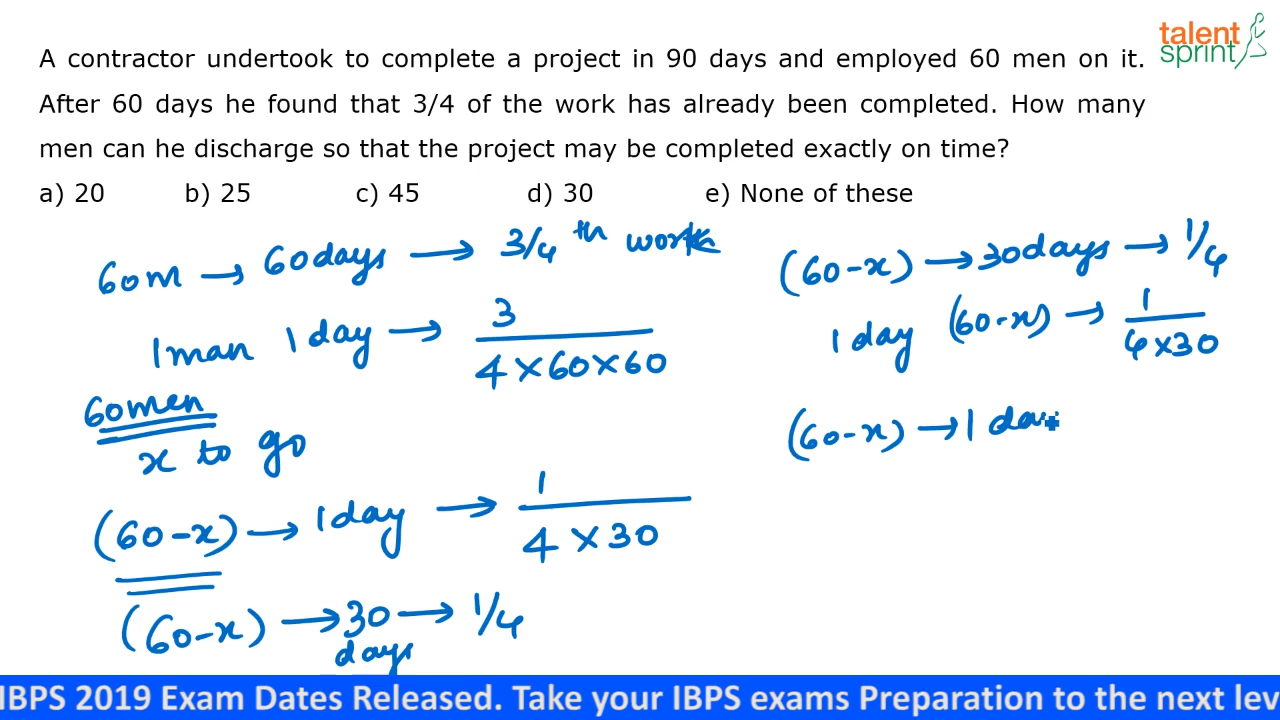 talent
sprint
A contractor undertook to complete a project in 90 days and employed 60 men on it.
After 60 days he found that 3/4 of the work has already been completed. How many
men can he discharge so that the project may be completed exactly on time?
a) 20 b) 25 c) 45 d) 30 e) None of these
60m → 60days → 3/4 th work
1man 1day → 3
4×60×60
60men
x to go
(60-x) → 1day → 1
4×30
(60-x) → 30 → 1/4
days
(60-x) → 30days → 1/4
1day (60-x) → 1
4×30
(60-x) → 1 day
IBPS 2019 Exam Dates Released. Take your IBPS exams Preparation to the next lev